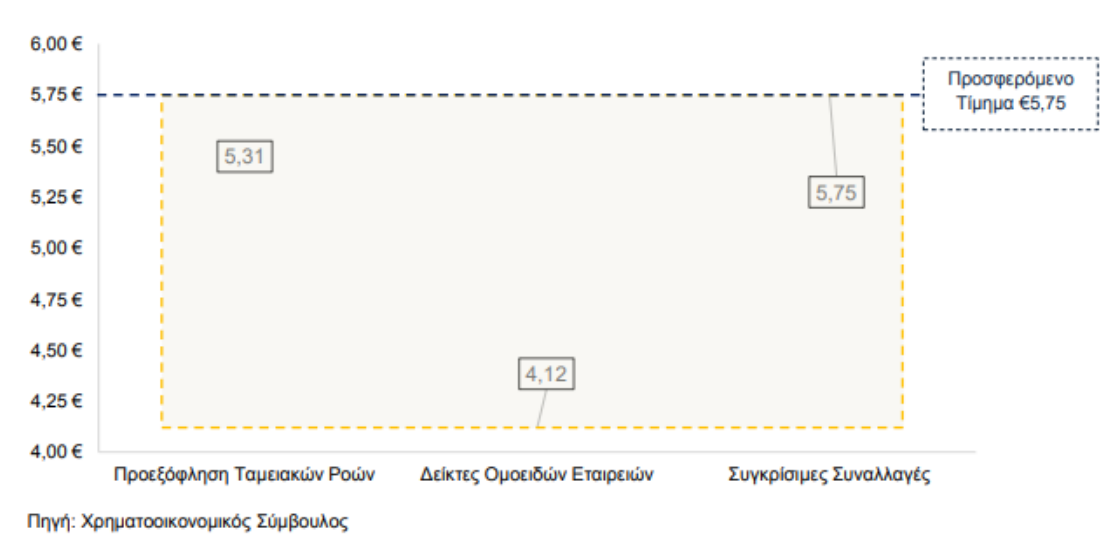 6,00 €
5,75 €
Προσφερόμενο
Τίμημα €5,75
5,50 €
5,31
5,25 €
5,75
5,00 €
4,75 €
4,50 €
4,12
4,25 €
4,00 €
Προεξόφληση Ταμειακών Ροών
Δείκτες Ομοειδών Εταιρειών
Συγκρίσιμες Συναλλαγές
Πηγή: Χρηματοοικονομικός Σύμβουλος